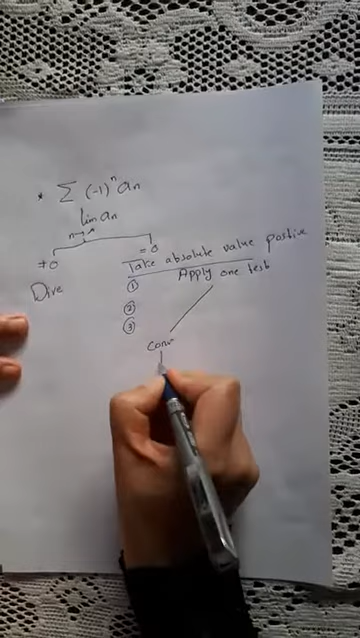 * ∑ (-1)ⁿ aₙ
lim aₙ
n→∞
≠0 =0
Dive Take absolute value positive
① Apply one test
②
③
Conv